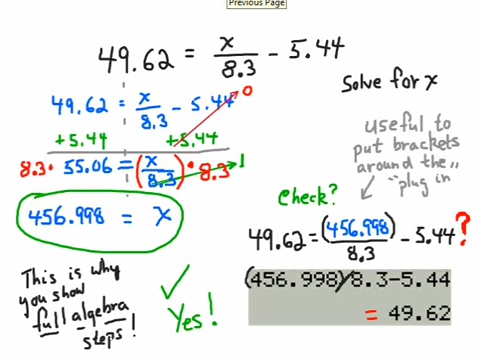 Previous Page
49.62 = x/8.3 - 5.44
Solve for x
49.62 = x/8.3 - 5.44 0
+5.44 +5.44
8.3 • 55.06 = (x/8.3) • 8.3 1
456.998 = x
useful to
put brackets
around the
"plug in"
Check?
49.62 = (456.998)/8.3 - 5.44 ?
(456.998)/8.3-5.44
= 49.62
This is why
you show
full algebra
steps!
✓
Yes!